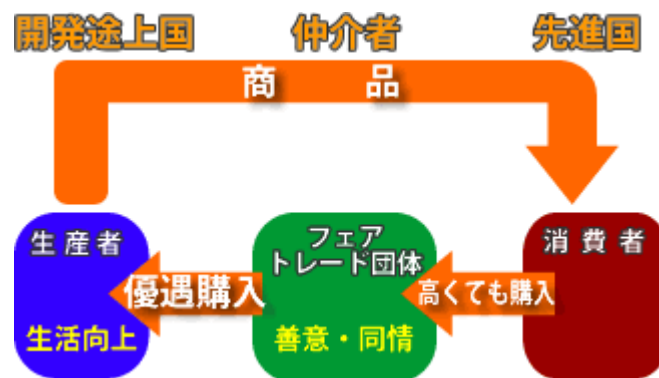 開発途上国
仲介者
先進国
商 品
生産者
フェア
トレード団体
消費者
優遇購入
高くても購入
生活向上
善意・同情